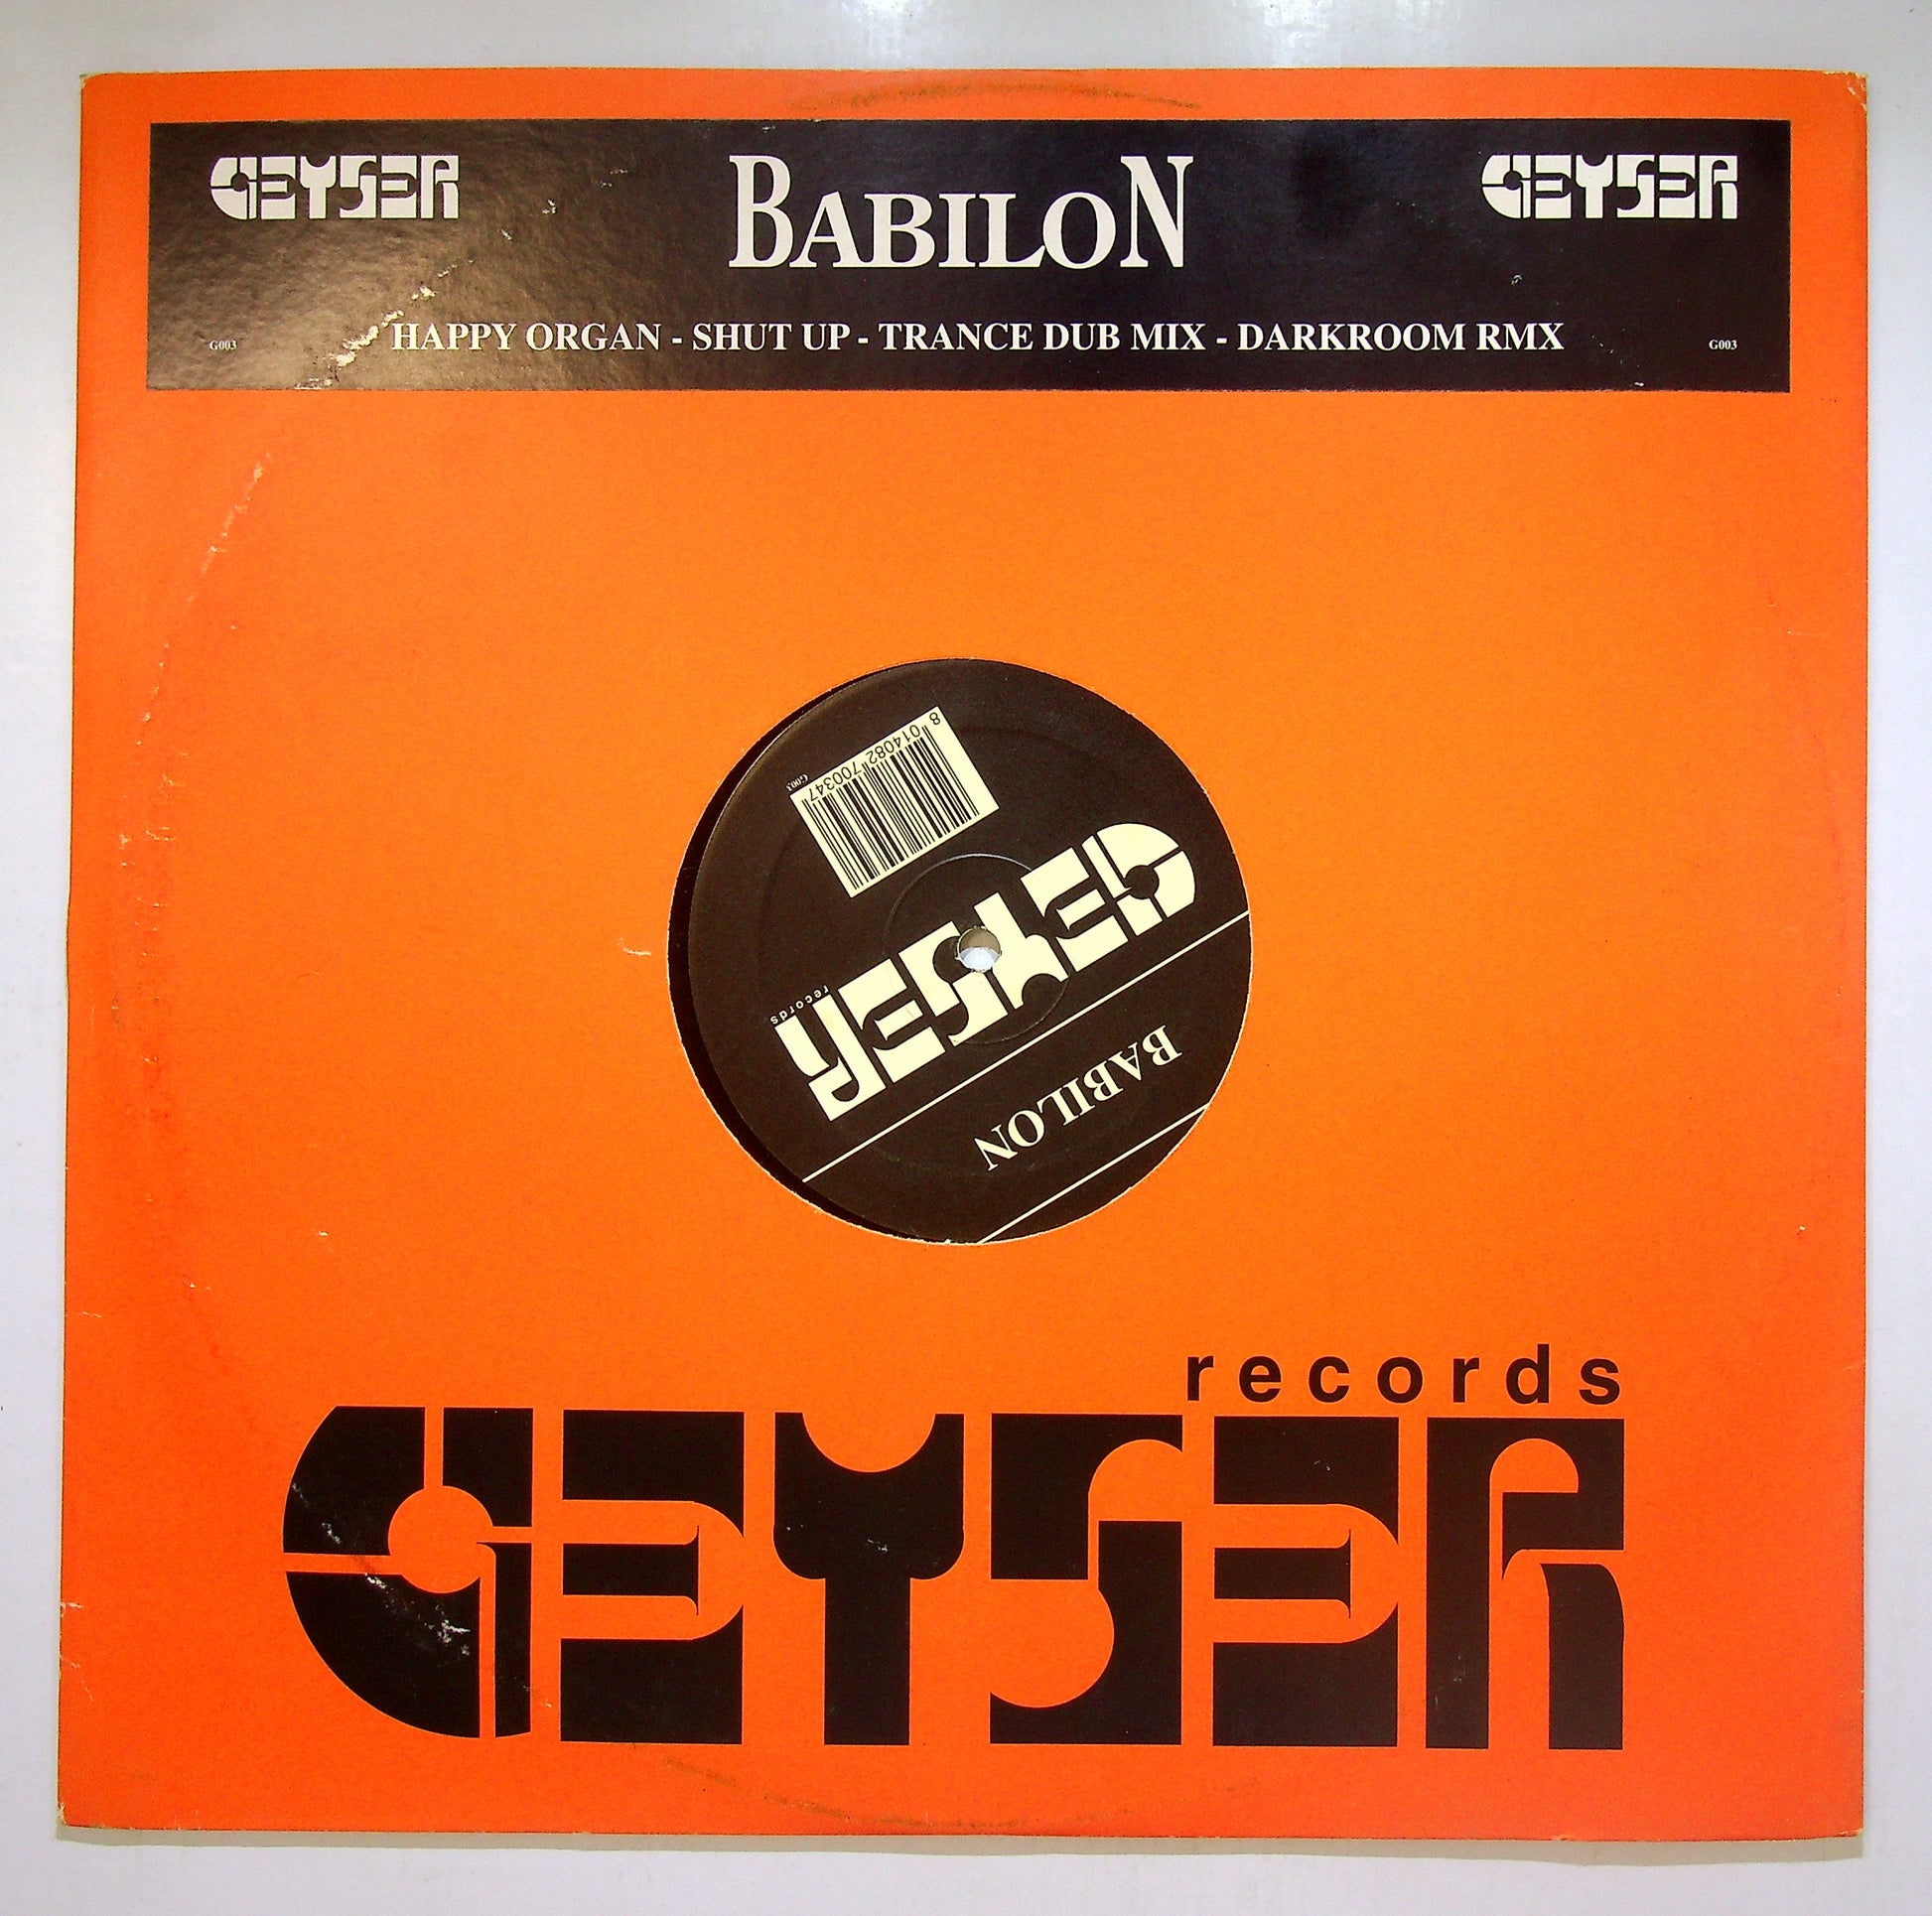 GEYSER
BABILON
GEYSER
G003
HAPPY ORGAN - SHUT UP - TRANCE DUB MIX - DARKROOM RMX
G003
BABILON
GEYSER
records
G003
8 014082 700347
records
GEYSER